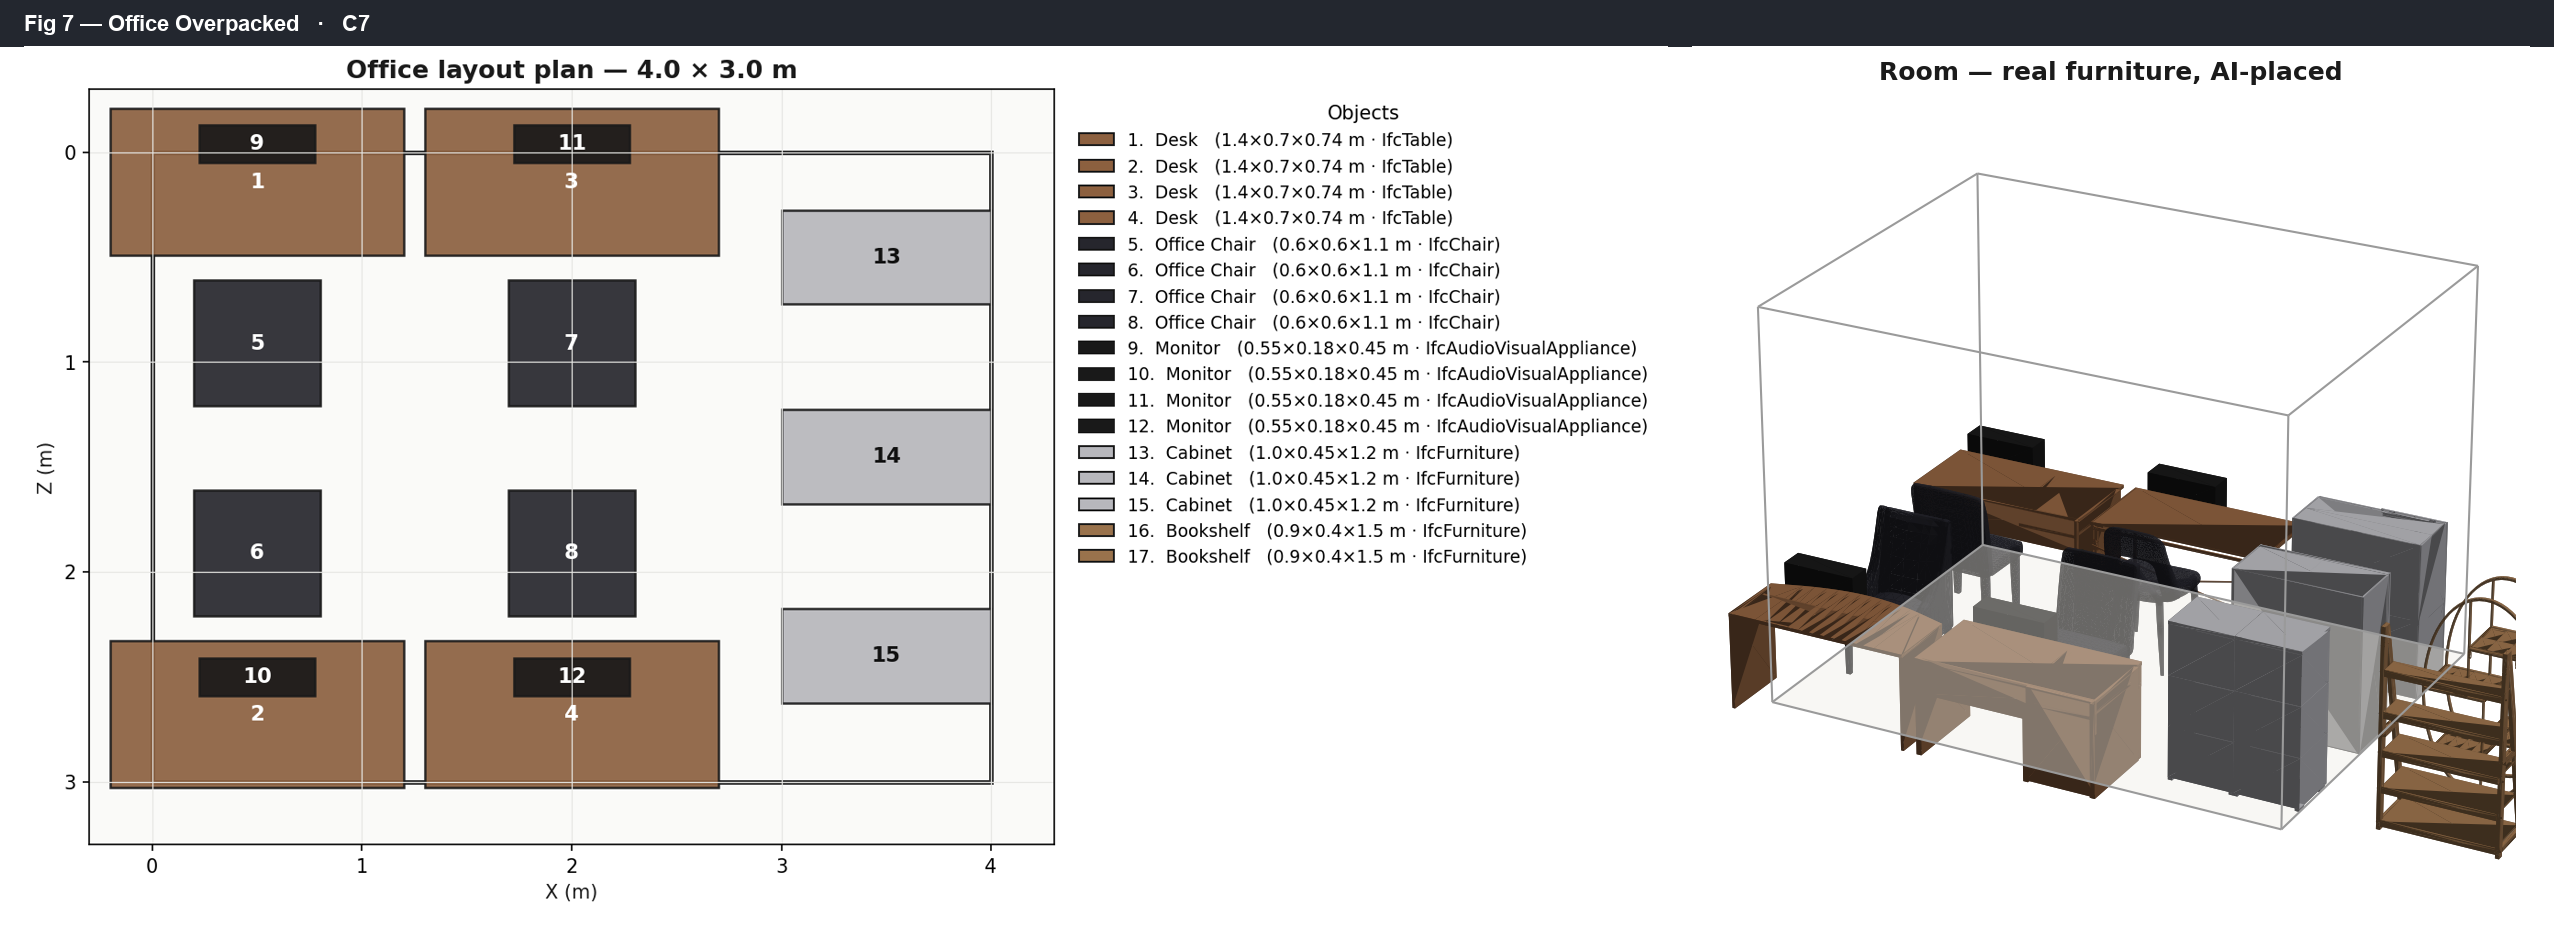 Fig 7 — Office Overpacked · C7
Office layout plan — 4.0 × 3.0 m
9
11
1
3
13
5
7
14
6
8
15
10
12
2
4
0
1
2
3
Z (m)
0
1
2
3
4
X (m)
Objects
1. Desk (1.4×0.7×0.74 m · IfcTable)
2. Desk (1.4×0.7×0.74 m · IfcTable)
3. Desk (1.4×0.7×0.74 m · IfcTable)
4. Desk (1.4×0.7×0.74 m · IfcTable)
5. Office Chair (0.6×0.6×1.1 m · IfcChair)
6. Office Chair (0.6×0.6×1.1 m · IfcChair)
7. Office Chair (0.6×0.6×1.1 m · IfcChair)
8. Office Chair (0.6×0.6×1.1 m · IfcChair)
9. Monitor (0.55×0.18×0.45 m · IfcAudioVisualAppliance)
10. Monitor (0.55×0.18×0.45 m · IfcAudioVisualAppliance)
11. Monitor (0.55×0.18×0.45 m · IfcAudioVisualAppliance)
12. Monitor (0.55×0.18×0.45 m · IfcAudioVisualAppliance)
13. Cabinet (1.0×0.45×1.2 m · IfcFurniture)
14. Cabinet (1.0×0.45×1.2 m · IfcFurniture)
15. Cabinet (1.0×0.45×1.2 m · IfcFurniture)
16. Bookshelf (0.9×0.4×1.5 m · IfcFurniture)
17. Bookshelf (0.9×0.4×1.5 m · IfcFurniture)
Room — real furniture, AI-placed